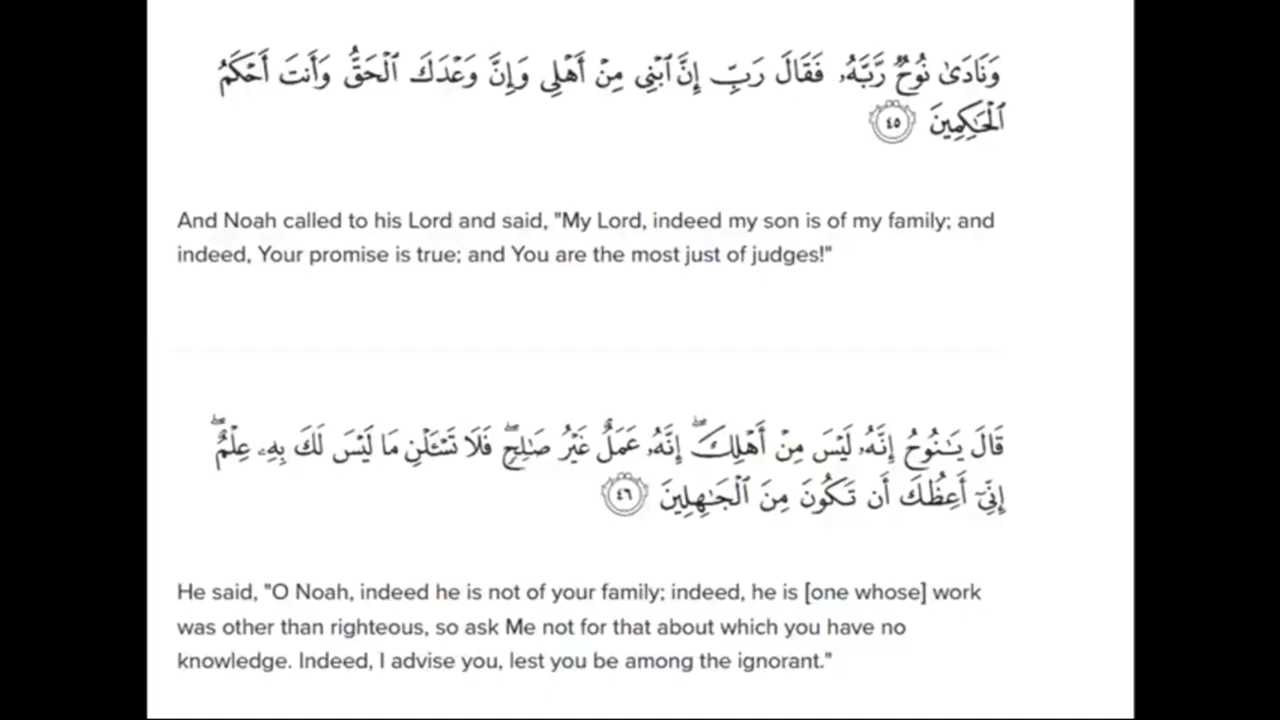 وَنَادَىٰ نُوحٌ رَّبَّهُۥ فَقَالَ رَبِّ إِنَّ ٱبْنِى مِنْ أَهْلِى وَإِنَّ وَعْدَكَ ٱلْحَقُّ وَأَنتَ أَحْكَمُ
ٱلْحَـٰكِمِينَ ٤٥
And Noah called to his Lord and said, "My Lord, indeed my son is of my family; and
indeed, Your promise is true; and You are the most just of judges!"
قَالَ يَـٰنُوحُ إِنَّهُۥ لَيْسَ مِنْ أَهْلِكَ ۖ إِنَّهُۥ عَمَلٌ غَيْرُ صَـٰلِحٍ ۖ فَلَا تَسْـَٔلْنِ مَا لَيْسَ لَكَ بِهِۦ عِلْمٌ ۖ
إِنِّىٓ أَعِظُكَ أَن تَكُونَ مِنَ ٱلْجَـٰهِلِينَ ٤٦
He said, "O Noah, indeed he is not of your family; indeed, he is [one whose] work
was other than righteous, so ask Me not for that about which you have no
knowledge. Indeed, I advise you, lest you be among the ignorant."